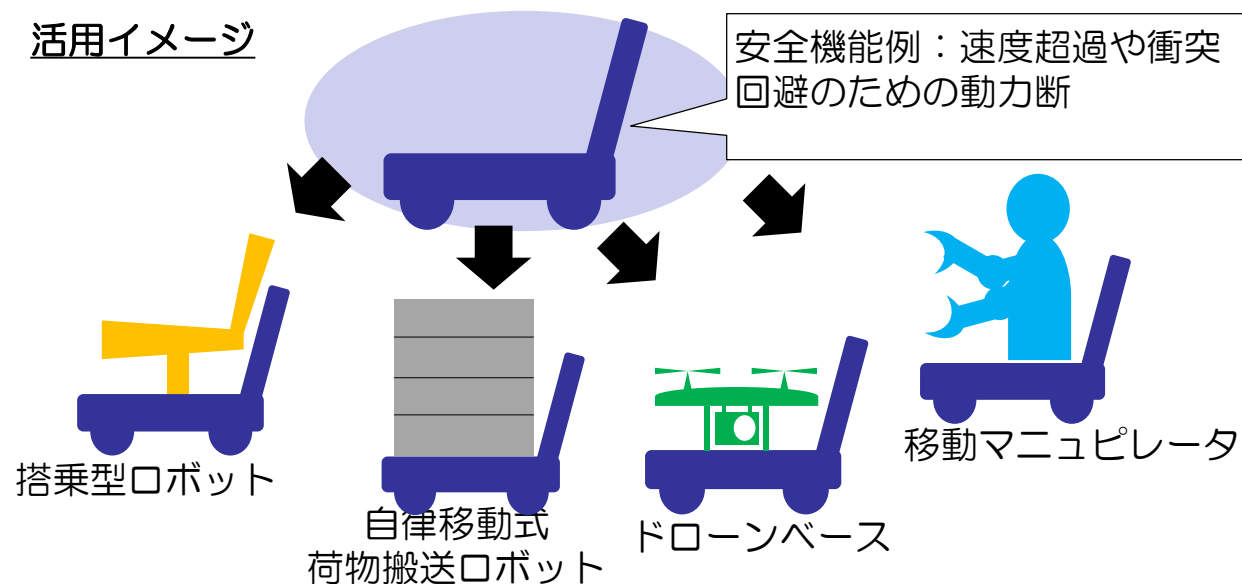 活用イメージ
安全機能例：速度超過や衝突
回避のための動力断
搭乗型ロボット
自律移動式
荷物搬送ロボット
ドローンベース
移動マニュピレータ